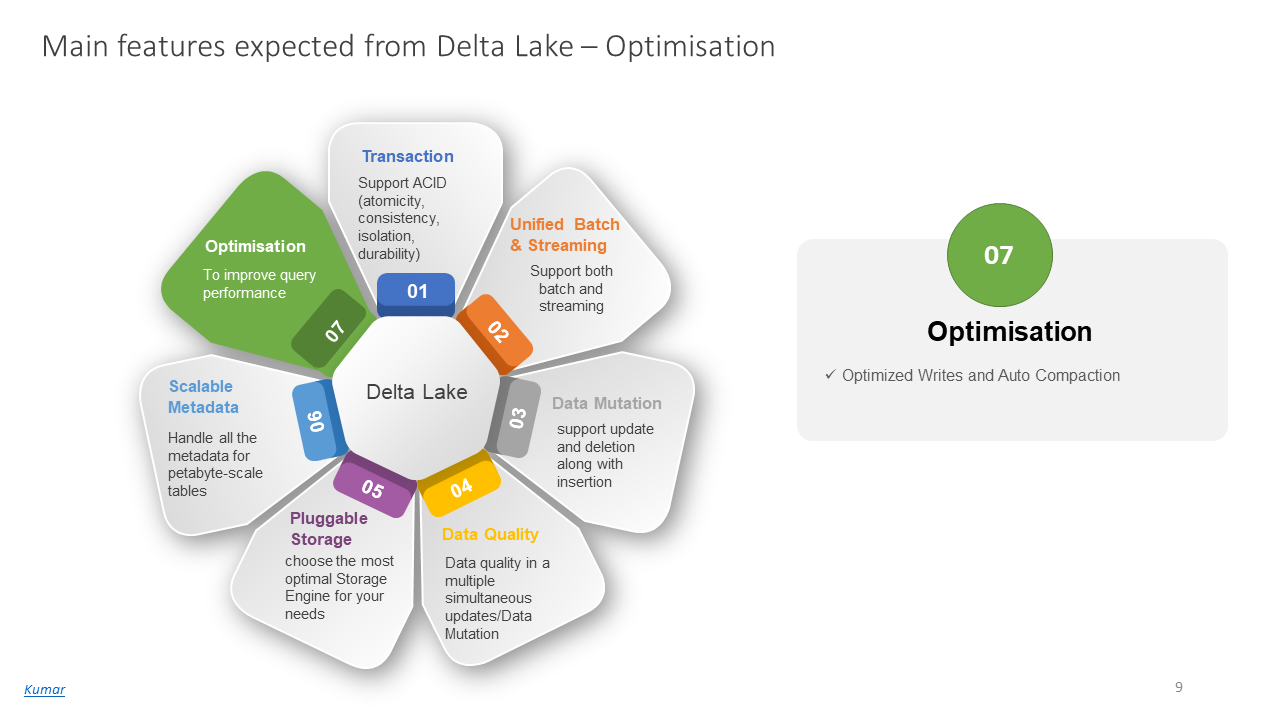 Main features expected from Delta Lake – Optimisation
Transaction
Support ACID
(atomicity,
consistency,
isolation,
durability)
01
Unified Batch
& Streaming
Support both
batch and
streaming
02
Data Mutation
support update
and deletion
along with
insertion
03
Data Quality
Data quality in a
multiple
simultaneous
updates/Data
Mutation
04
Pluggable
Storage
choose the most
optimal Storage
Engine for your
needs
05
Scalable
Metadata
Handle all the
metadata for
petabyte-scale
tables
06
Optimisation
To improve query
performance
07
Delta Lake
07
Optimisation
✓ Optimized Writes and Auto Compaction
Kumar
9